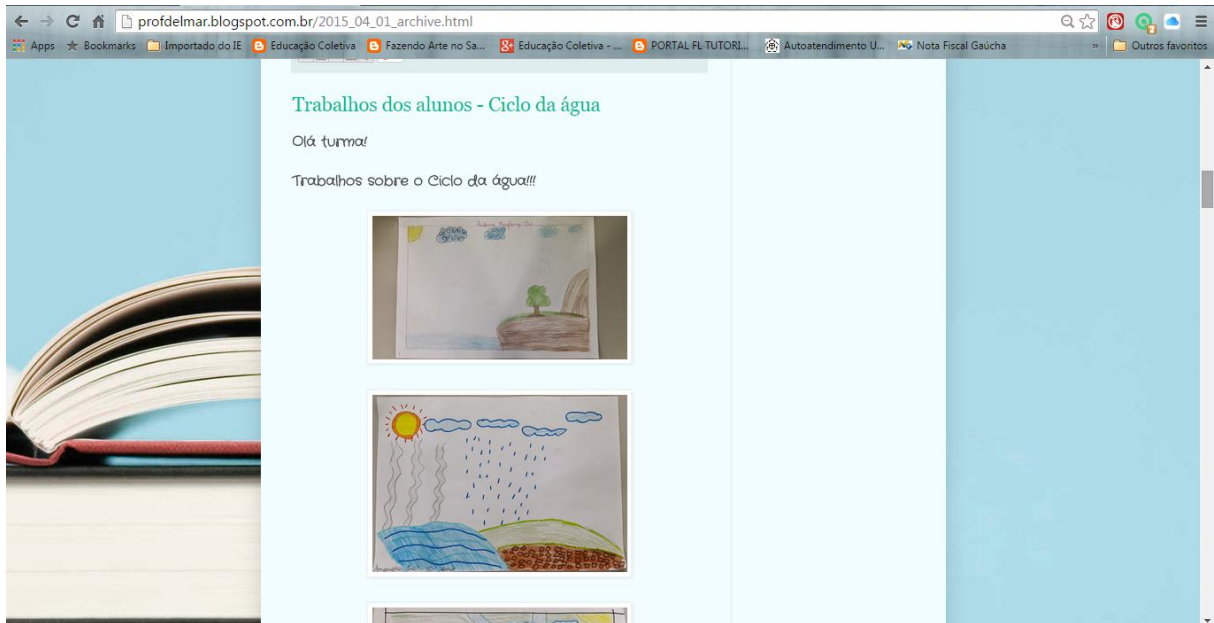 profdelmar.blogspot.com.br/2015_04_01_archive.html
Apps Bookmarks Importado do IE Educação Coletiva Fazendo Arte no Sa... Educação Coletiva - ... PORTAL FL TUTORI... Autoatendimento U... Nota Fiscal Gaúcha » Outros favoritos
Trabalhos dos alunos - Ciclo da água
Olá turma!
Trabalhos sobre o Ciclo da água!!!